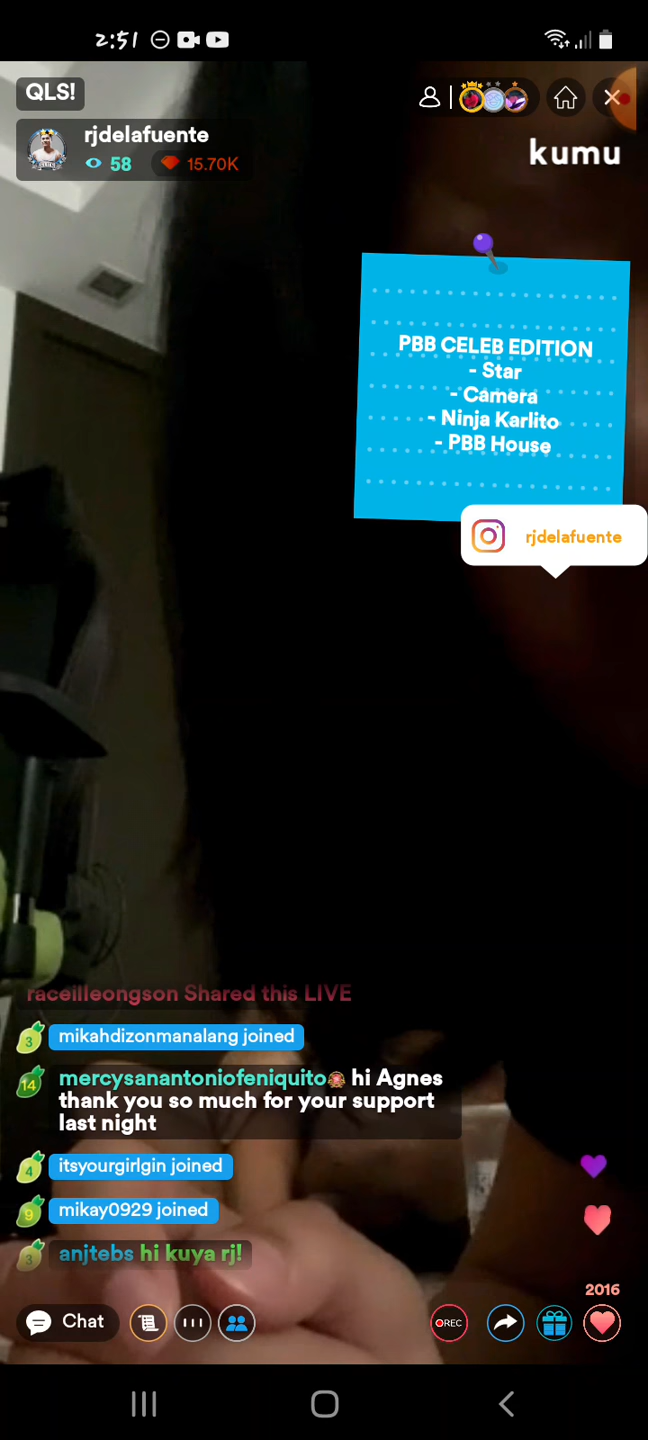 2:51
QLS!
rjdelafuente
58
15.70K
kumu
PBB CELEB EDITION
- Star
- Camera
- Ninja Karlito
- PBB House
rjdelafuente
raceilleongson Shared this LIVE
3 mikahdizonmanalang joined
14 mercysanantoniofeniquito hi Agnes
thank you so much for your support
last night
4 itsyourgirlgin joined
9 mikay0929 joined
3 anjtebs hi kuya rj!
2016
Chat
REC